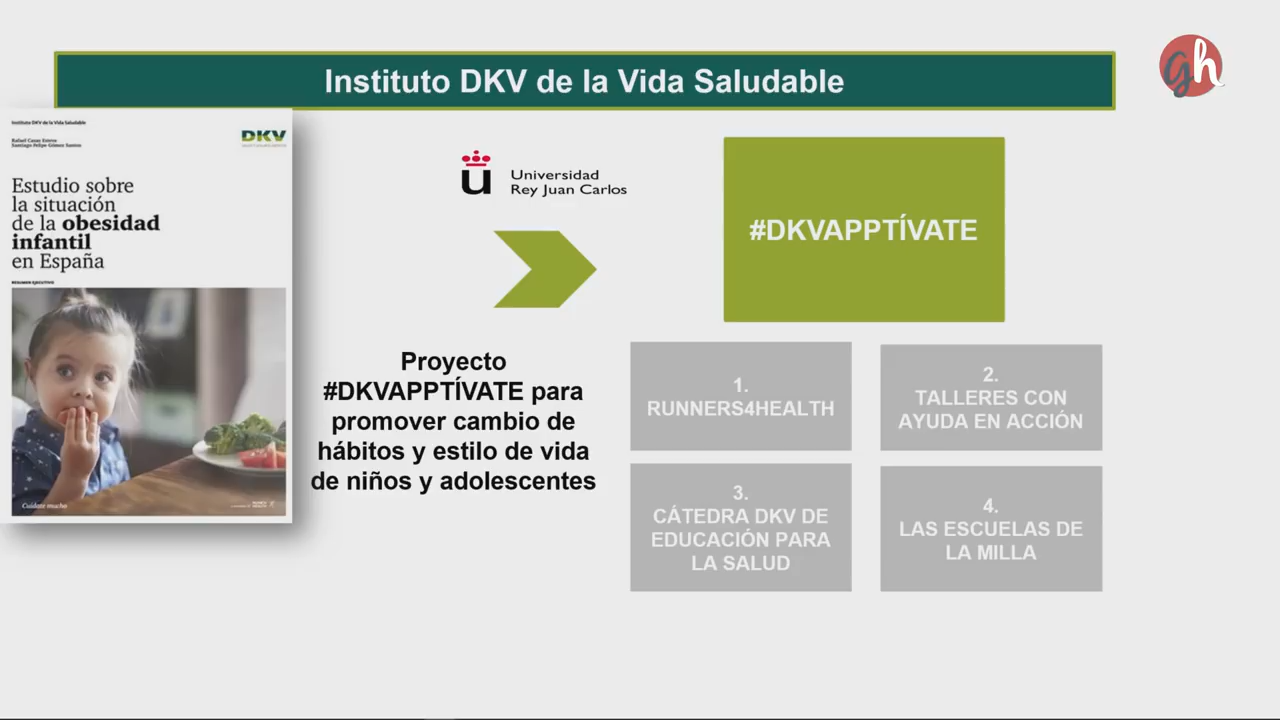 Instituto DKV de la Vida Saludable
gh
Instituto DKV de la Vida Saludable
DKV
Estudio sobre
la situación
de la obesidad
infantil
en España
RESUMEN EJECUTIVO
Cuídate mucho
Universidad
Rey Juan Carlos
#DKVAPPTÍVATE
Proyecto
#DKVAPPTÍVATE para
promover cambio de
hábitos y estilo de vida
de niños y adolescentes
1.
RUNNERS4HEALTH
2.
TALLERES CON
AYUDA EN ACCIÓN
3.
CÁTEDRA DKV DE
EDUCACIÓN PARA
LA SALUD
4.
LAS ESCUELAS DE
LA MILLA